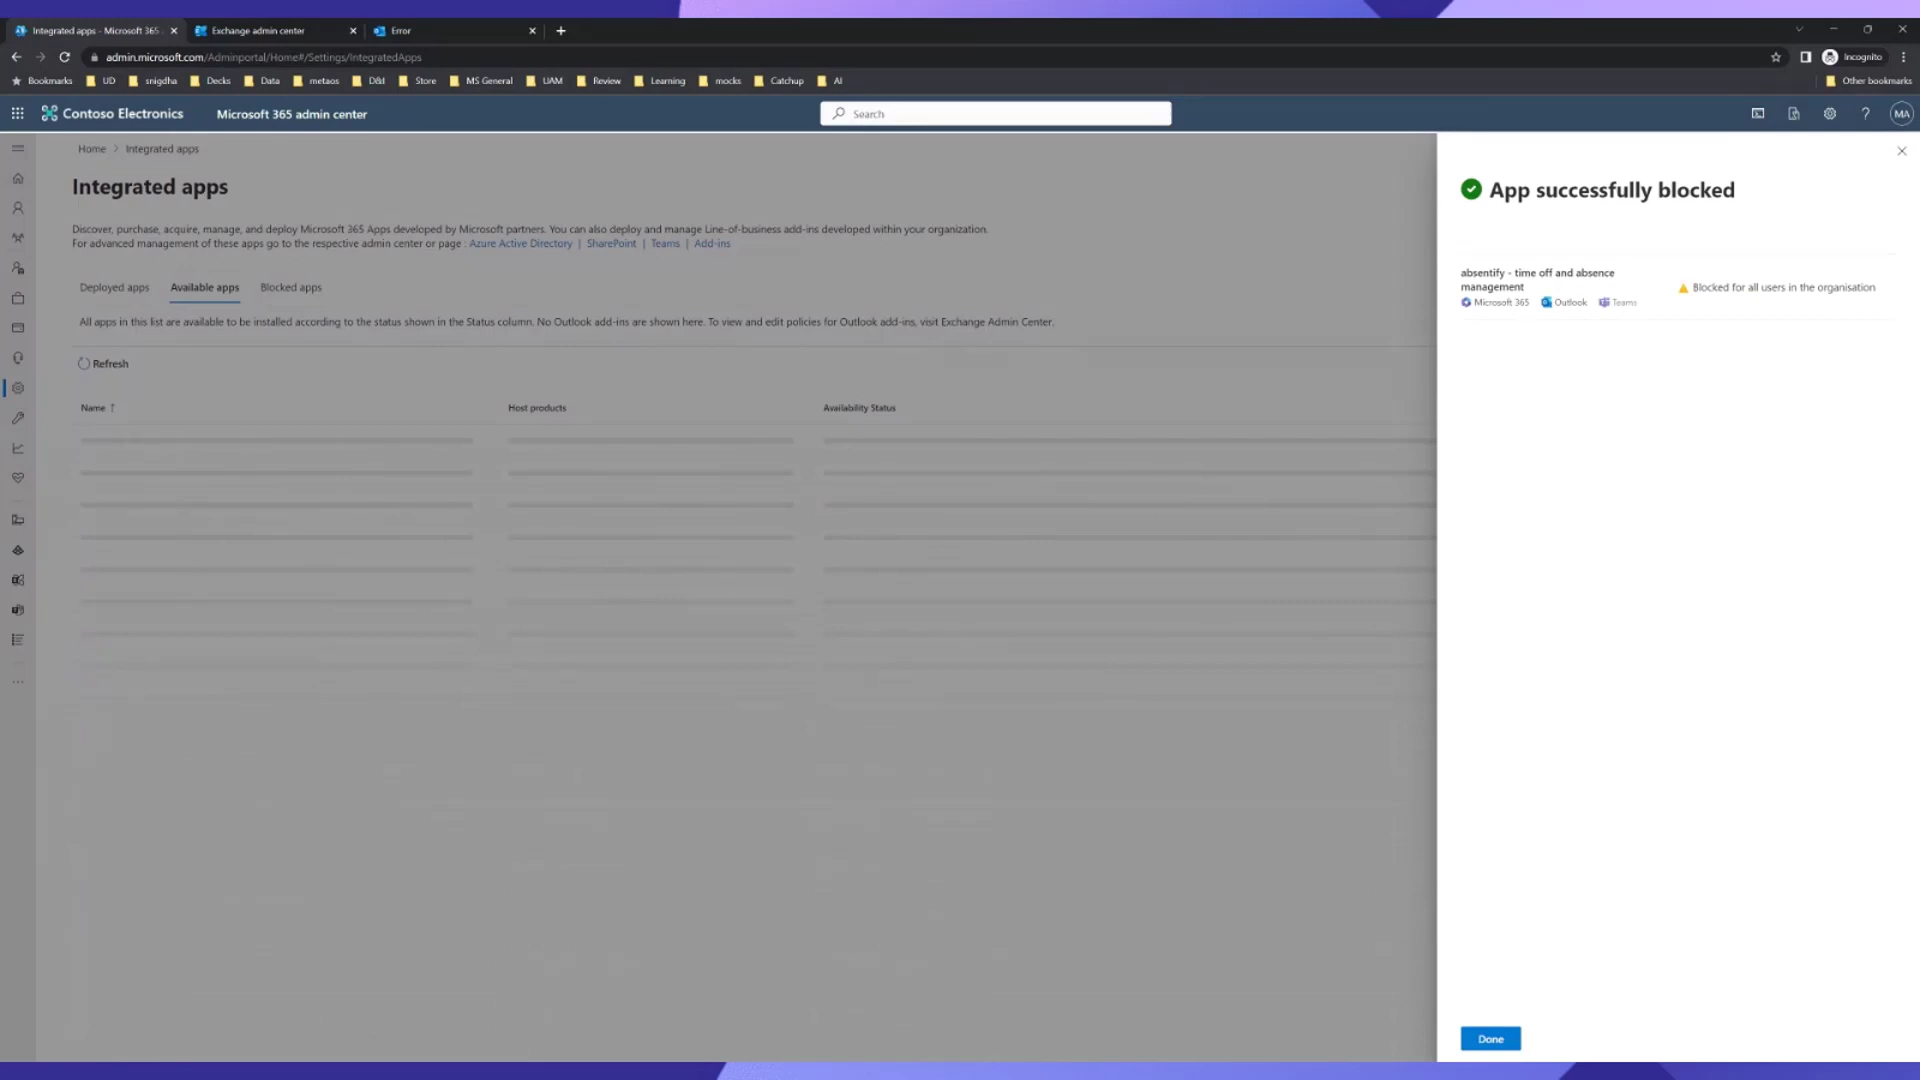 Integrated apps - Microsoft 365
Exchange admin center
Error
admin.microsoft.com/Adminportal/Home#/Settings/IntegratedApps
Incognito
Bookmarks UD snigdha Decks Data metaos D&I Store MS General UAM Review Learning mocks Catchup AI Other bookmarks
Contoso Electronics Microsoft 365 admin center Search ? MA
Home > Integrated apps
Integrated apps
Discover, purchase, acquire, manage, and deploy Microsoft 365 Apps developed by Microsoft partners. You can also deploy and manage Line-of-business add-ins developed within your organization.
For advanced management of these apps go to the respective admin center or page : Azure Active Directory | SharePoint | Teams | Add-ins
Deployed apps Available apps Blocked apps
All apps in this list are available to be installed according to the status shown in the Status column. No Outlook add-ins are shown here. To view and edit policies for Outlook add-ins, visit Exchange Admin Center.
Refresh
Name ↑ Host products Availability Status
App successfully blocked
absentify - time off and absence
management
Microsoft 365 Outlook Teams
Blocked for all users in the organisation
Done